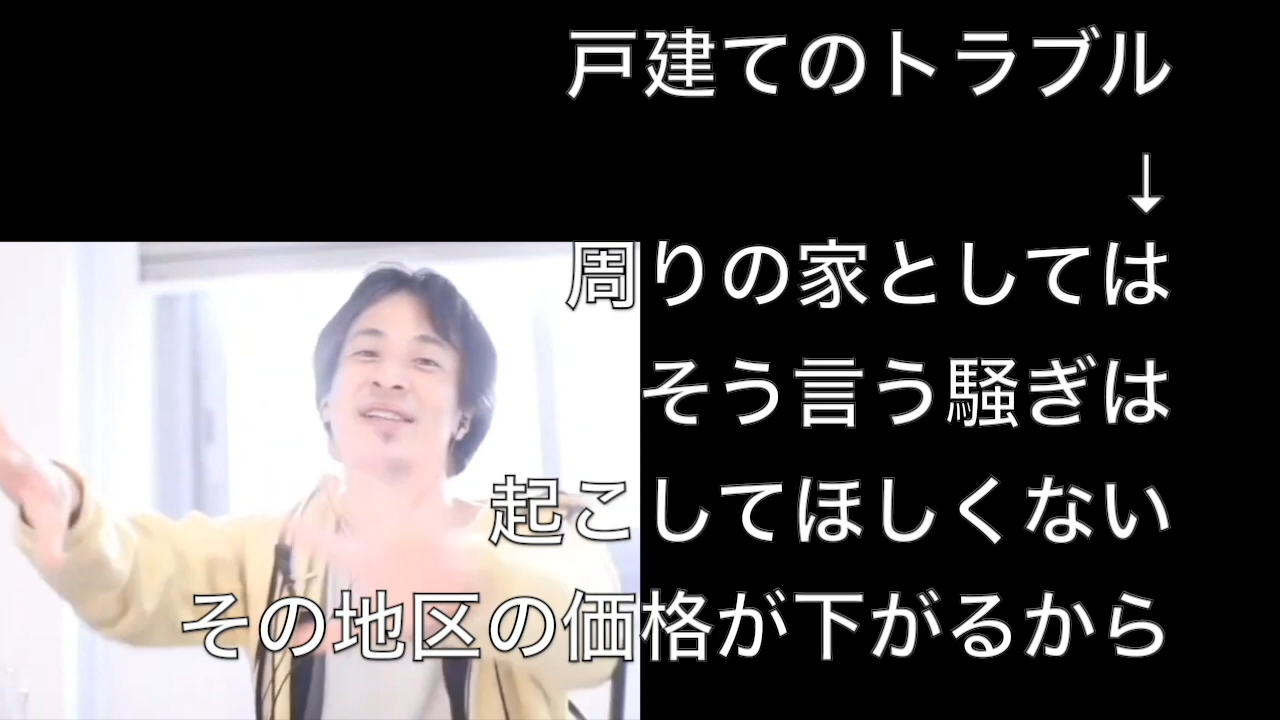 戸建てのトラブル
↓
周りの家としては
そう言う騒ぎは
起こしてほしくない
その地区の価格が下がるから